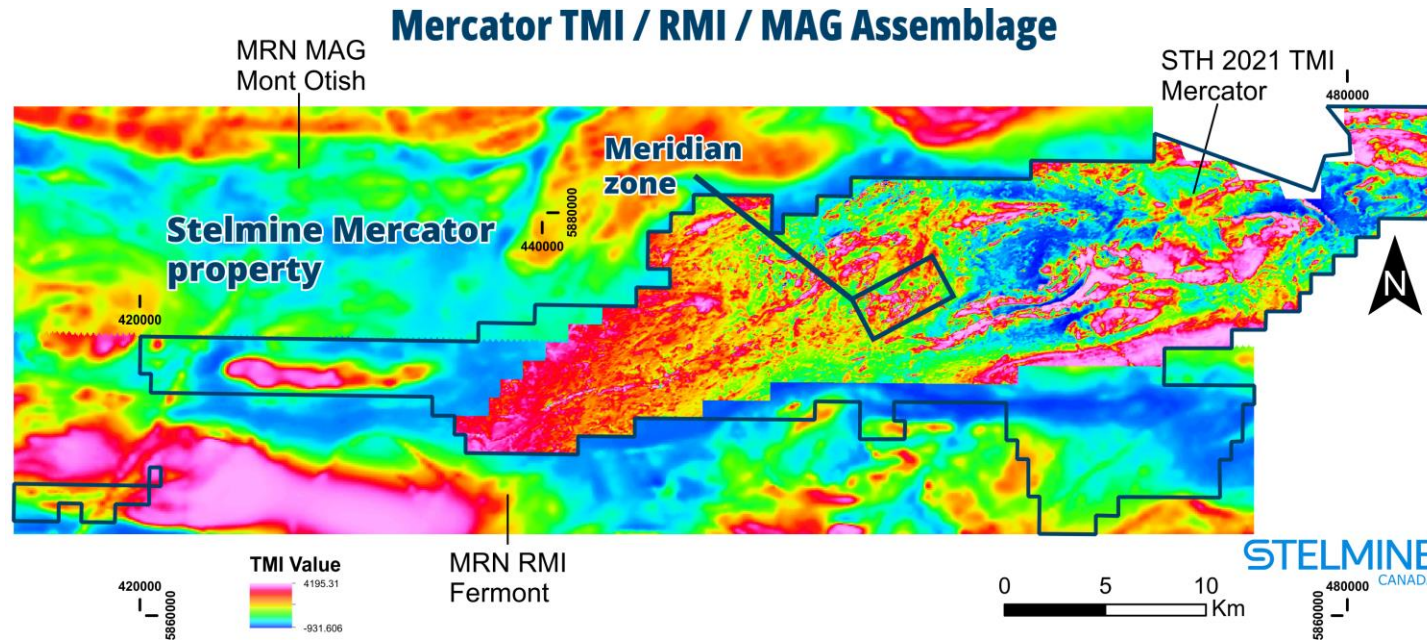 Mercator TMI / RMI / MAG Assemblage
MRN MAG
Mont Otish
STH 2021 TMI
Mercator
480000
Meridian
zone
Stelmine Mercator
property
440000
5880000
420000
N
MRN RMI
Fermont
TMI Value
4195.31
-931.606
420000
5860000
0 5 10
Km
STELMINE
CANADA
480000
5860000